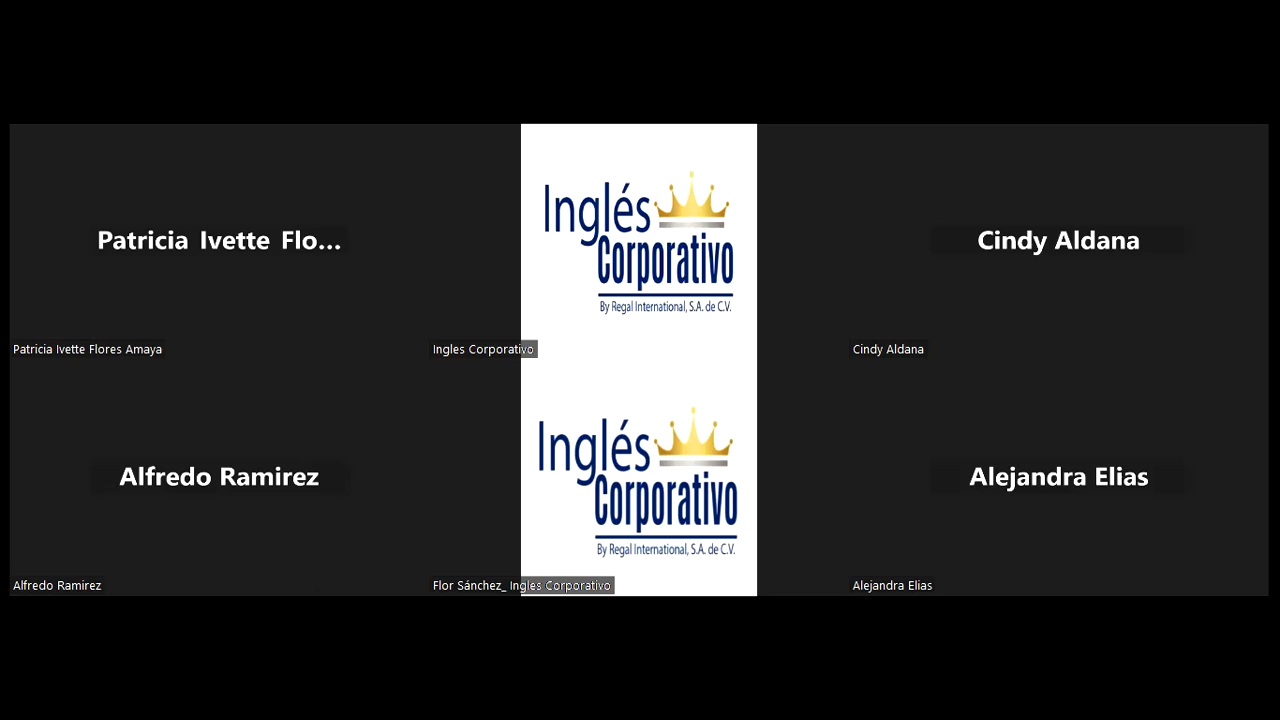 Patricia Ivette Flo...
Patricia Ivette Flores Amaya
Inglés
Corporativo
By Regal International, S.A. de C.V.
Ingles Corporativo
Cindy Aldana
Cindy Aldana
Alfredo Ramirez
Alfredo Ramirez
Inglés
Corporativo
By Regal International, S.A. de C.V.
Flor Sánchez_ Ingles Corporativo
Alejandra Elias
Alejandra Elias